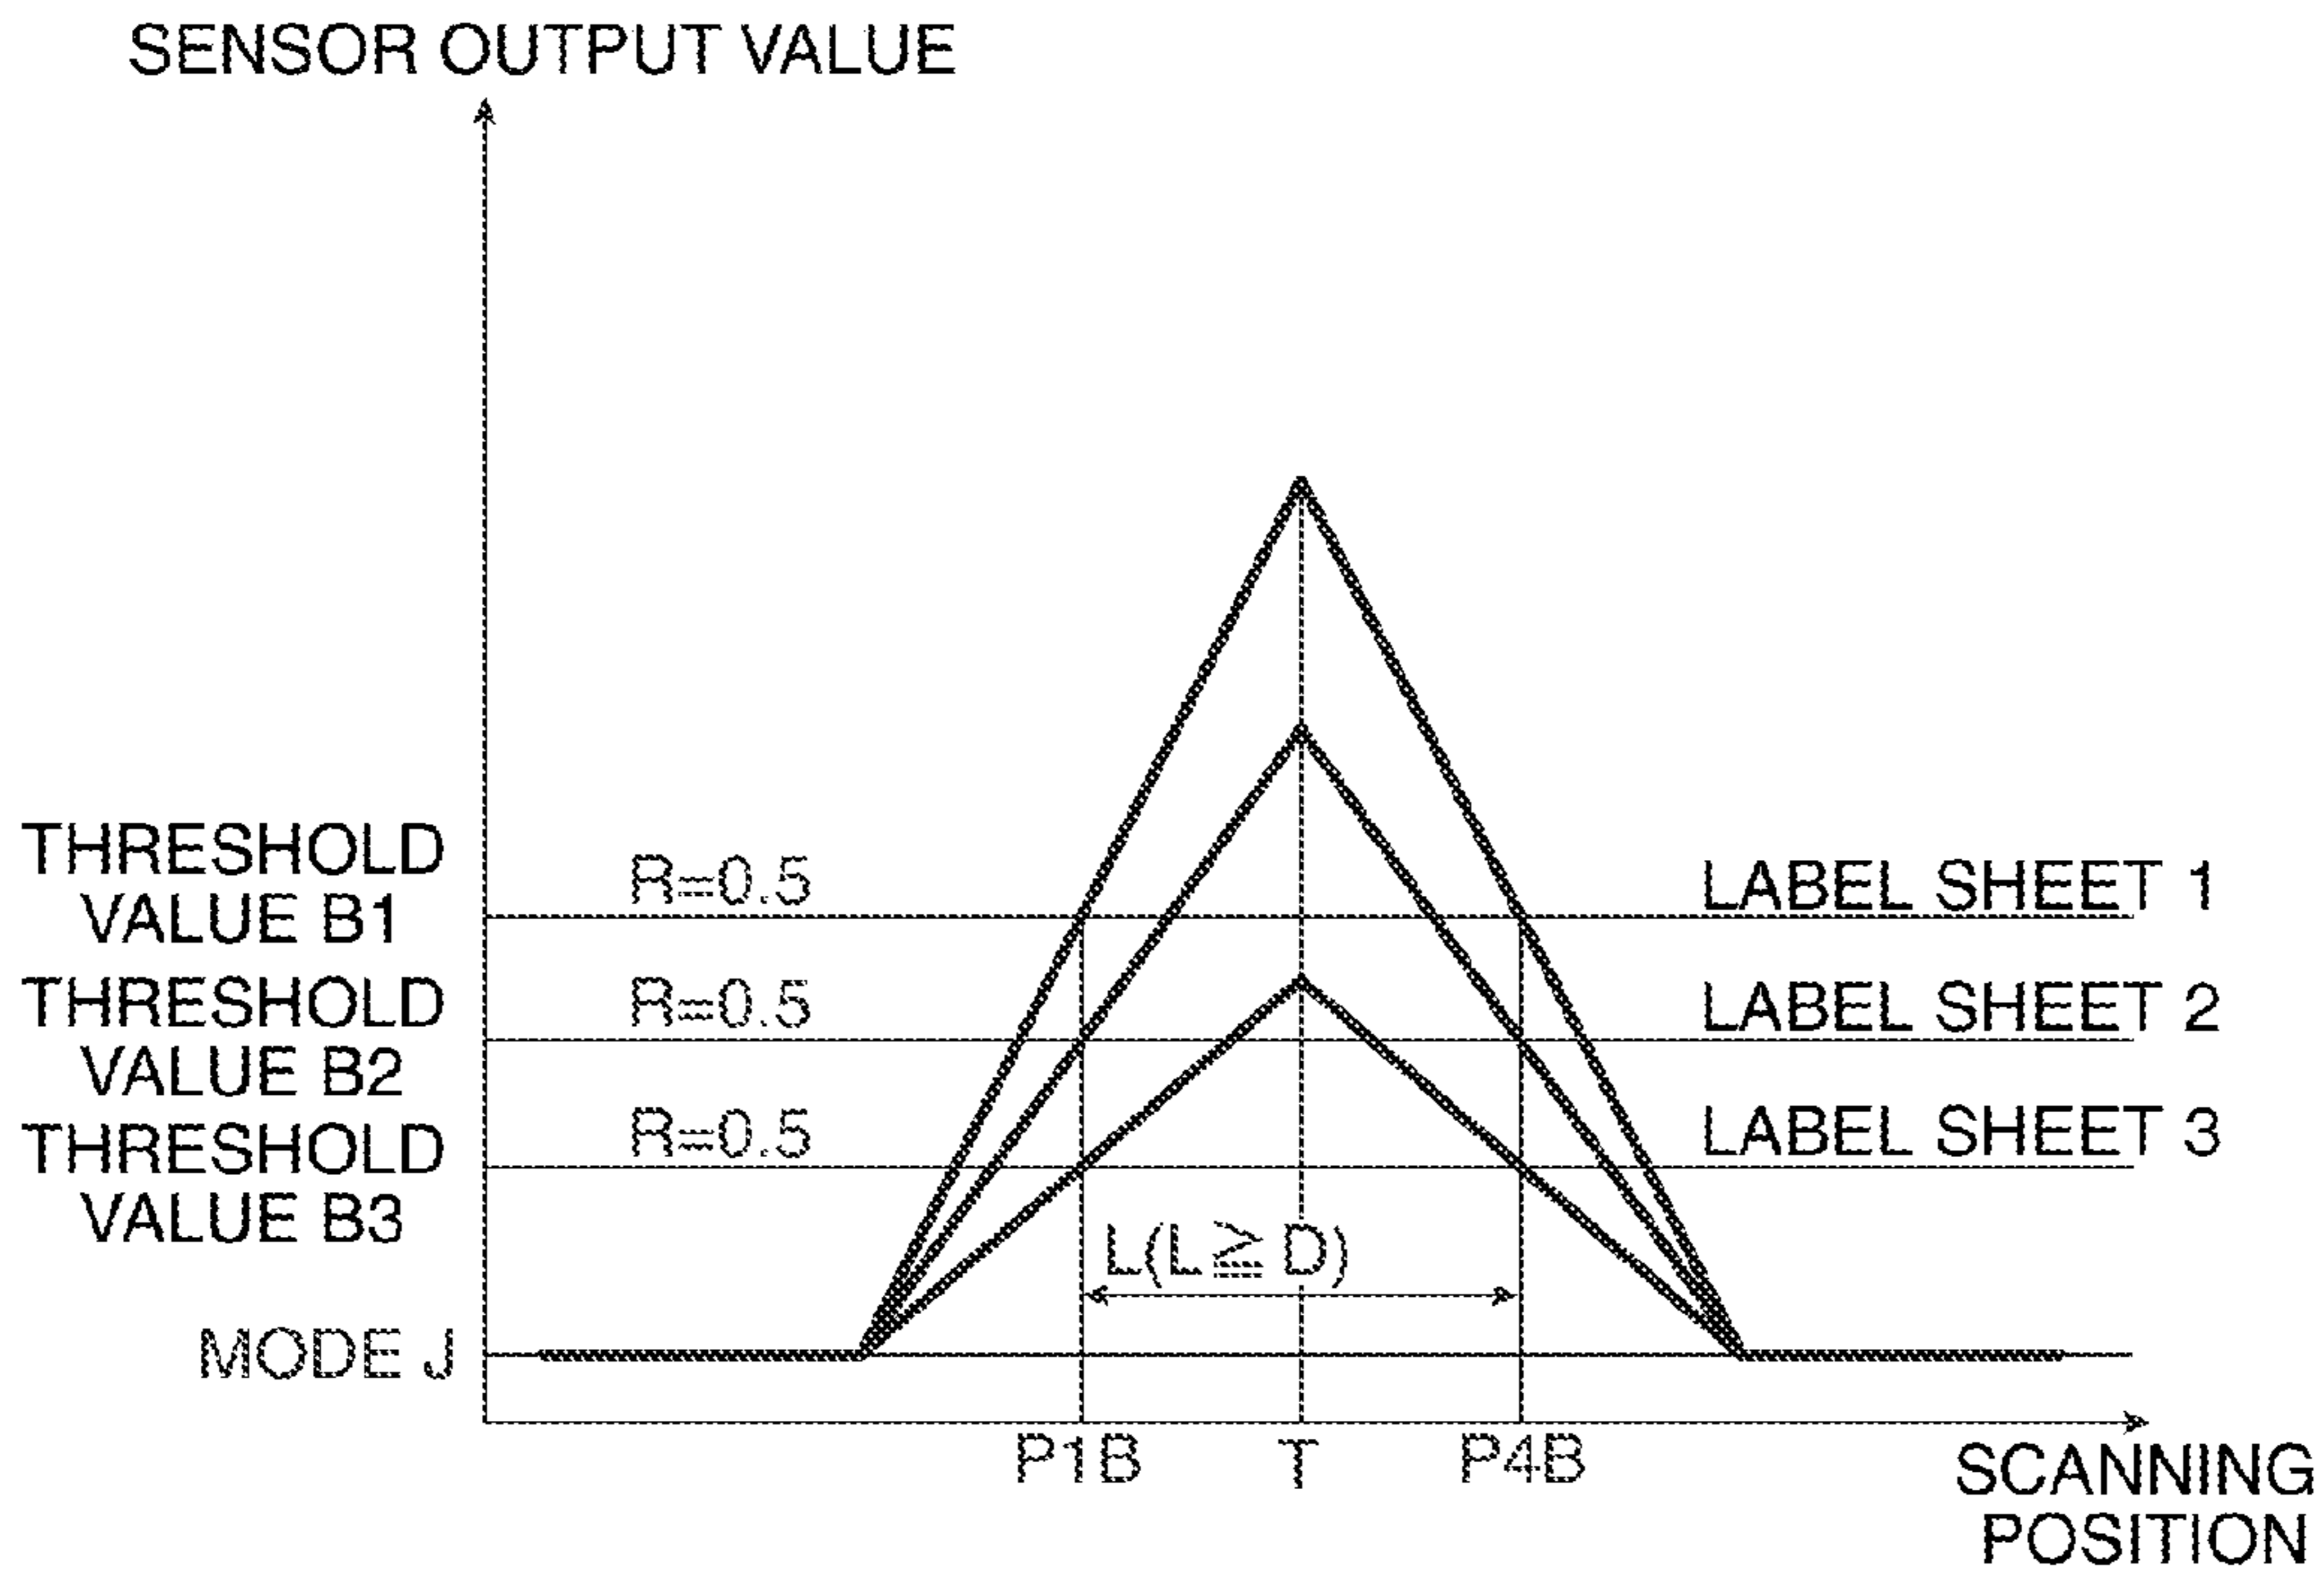 SENSOR OUTPUT VALUE
THRESHOLD
VALUE B1
R=0.5
LABEL SHEET 1
THRESHOLD
VALUE B2
R=0.5
LABEL SHEET 2
THRESHOLD
VALUE B3
R=0.5
LABEL SHEET 3
L(L≧D)
MODE J
P1B
T
P4B
SCANNING
POSITION